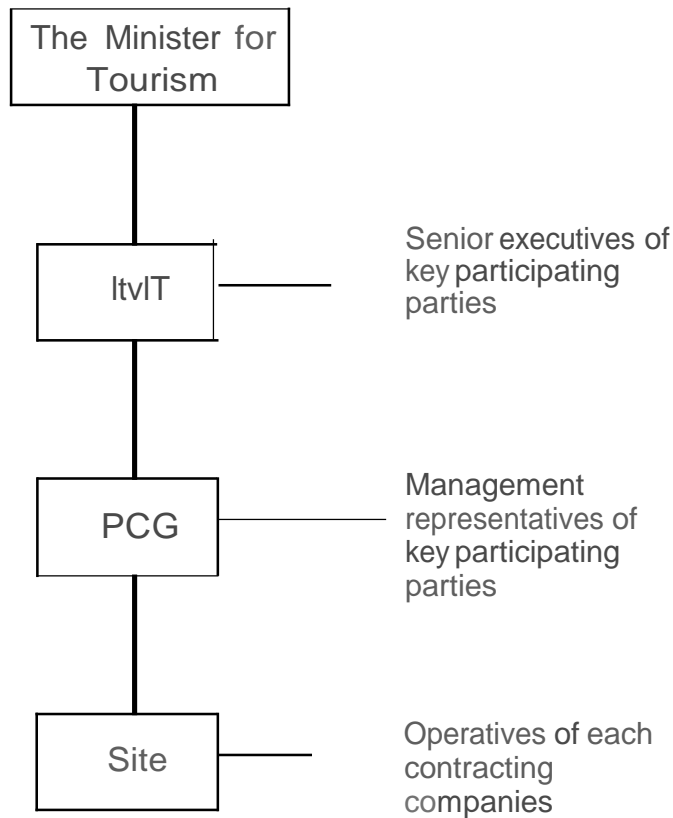 The Minister for
Tourism
ltvlT
Senior executives of
key participating
parties
PCG
Management
representatives of
key participating
parties
Site
Operatives of each
contracting
companies